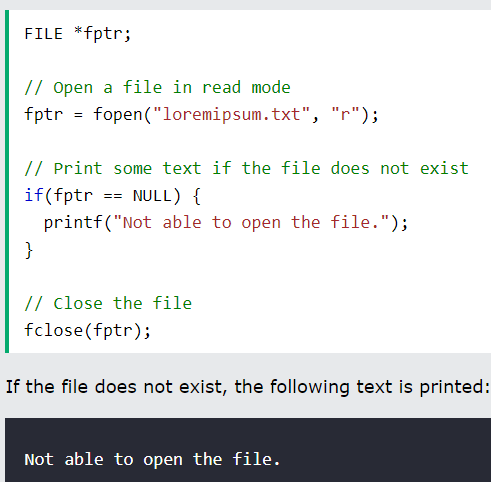 FILE *fptr;
// Open a file in read mode
fptr = fopen("loremipsum.txt", "r");
// Print some text if the file does not exist
if(fptr == NULL) {
  printf("Not able to open the file.");
}
// Close the file
fclose(fptr);
If the file does not exist, the following text is printed:
Not able to open the file.